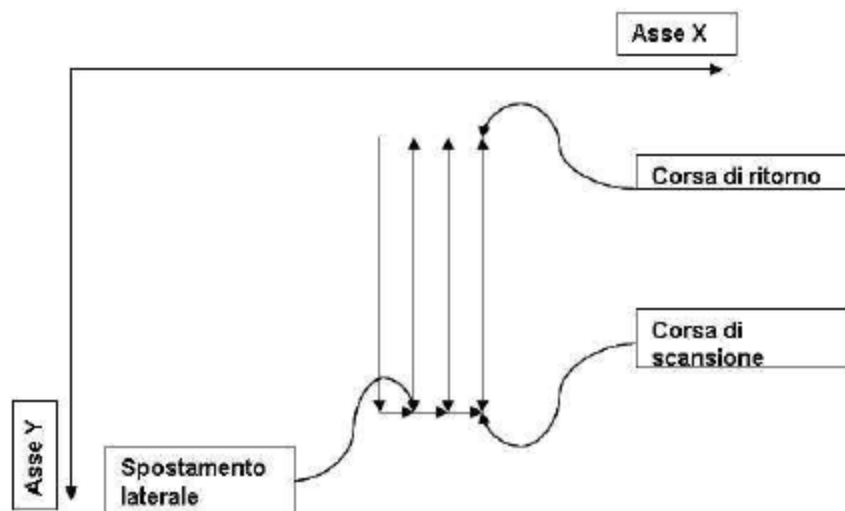 Asse X
Corsa di ritorno
Corsa di
scansione
Asse Y
Spostamento
laterale